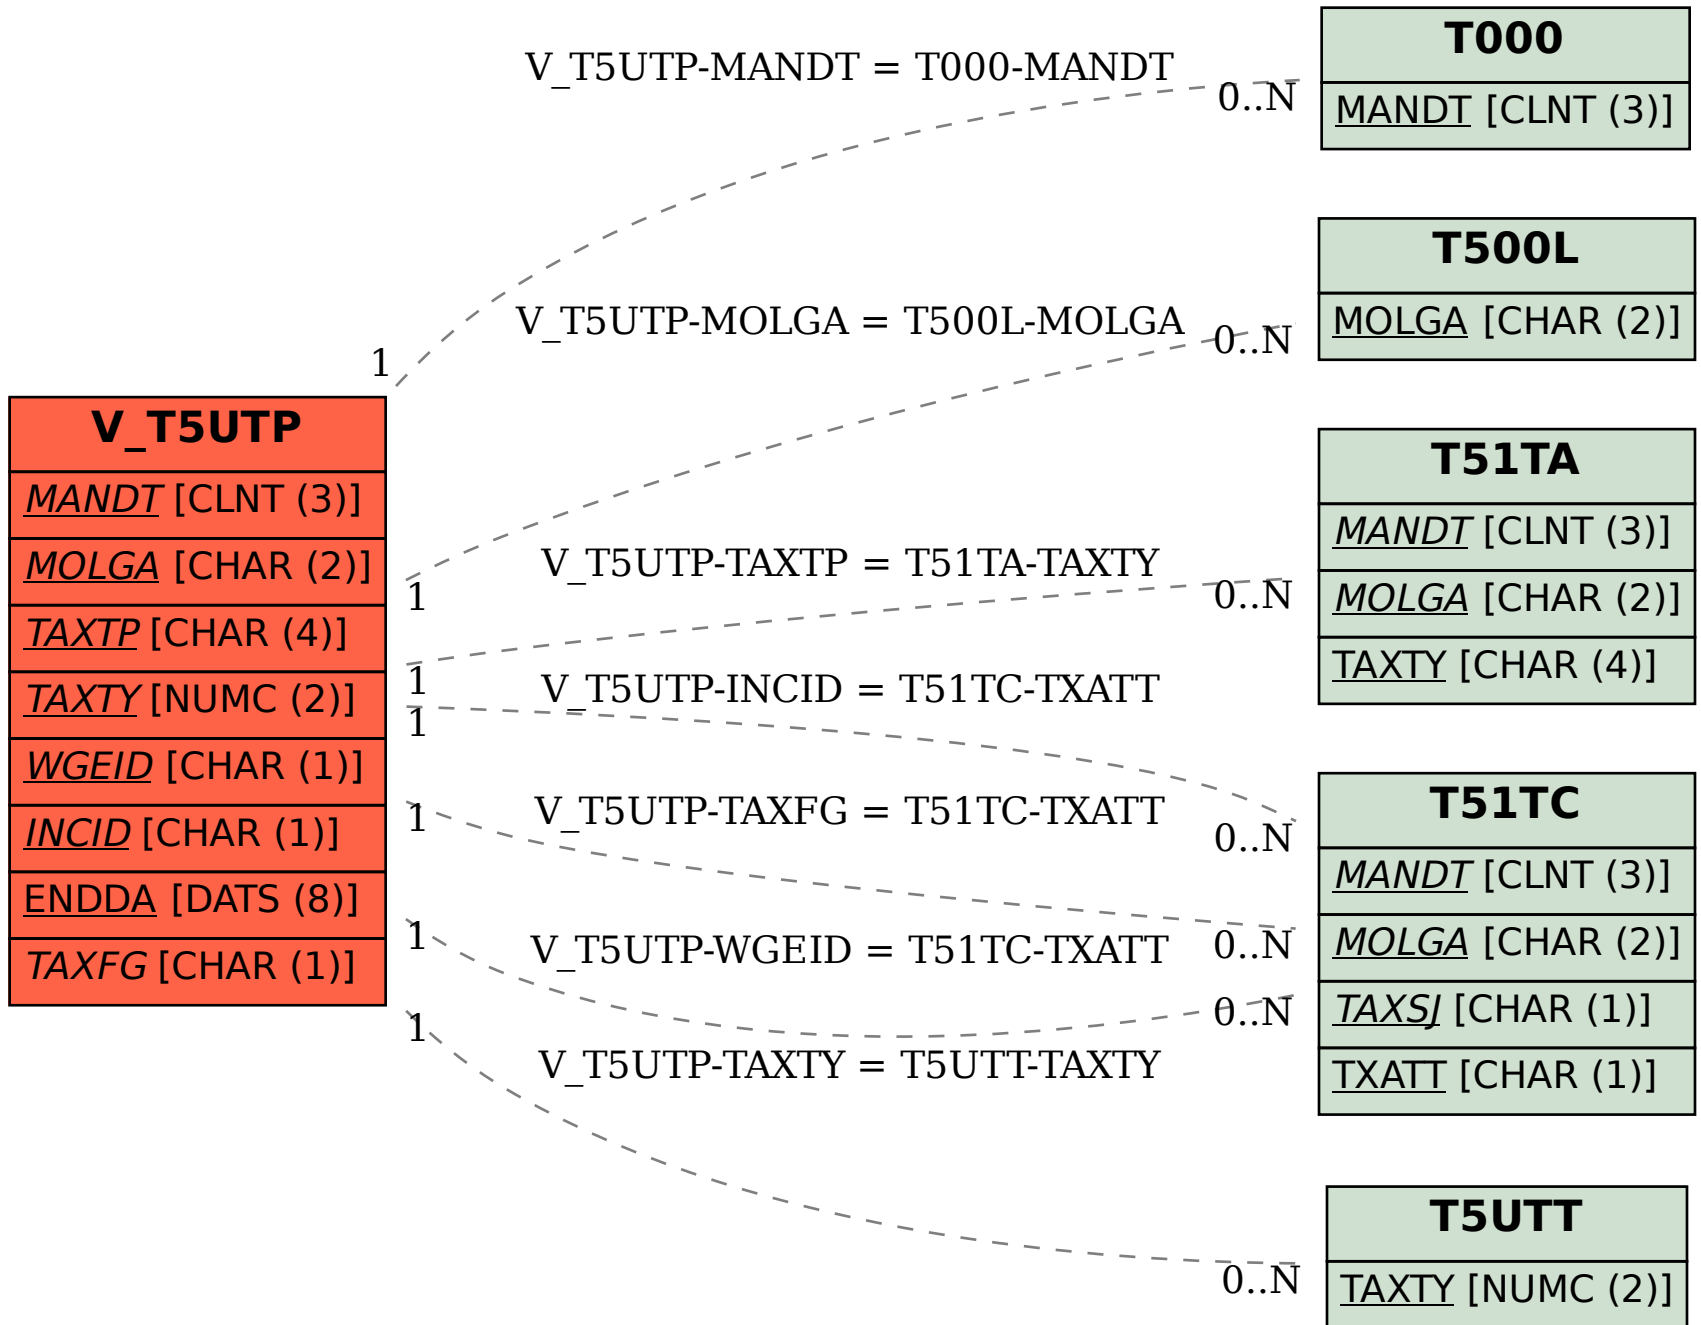 V_T5UTP-MANDT = T000-MANDT
0..N
1
T000
MANDT [CLNT (3)]
V_T5UTP-MOLGA = T500L-MOLGA
0..N
1
T500L
MOLGA [CHAR (2)]
V_T5UTP
MANDT [CLNT (3)]
MOLGA [CHAR (2)]
TAXTP [CHAR (4)]
TAXTY [NUMC (2)]
WGEID [CHAR (1)]
INCID [CHAR (1)]
ENDDA [DATS (8)]
TAXFG [CHAR (1)]
V_T5UTP-TAXTP = T51TA-TAXTY
0..N
1
T51TA
MANDT [CLNT (3)]
MOLGA [CHAR (2)]
TAXTY [CHAR (4)]
V_T5UTP-INCID = T51TC-TXATT
1
0..N
V_T5UTP-TAXFG = T51TC-TXATT
1
0..N
V_T5UTP-WGEID = T51TC-TXATT
1
0..N
T51TC
MANDT [CLNT (3)]
MOLGA [CHAR (2)]
TAXSJ [CHAR (1)]
TXATT [CHAR (1)]
V_T5UTP-TAXTY = T5UTT-TAXTY
1
0..N
T5UTT
TAXTY [NUMC (2)]